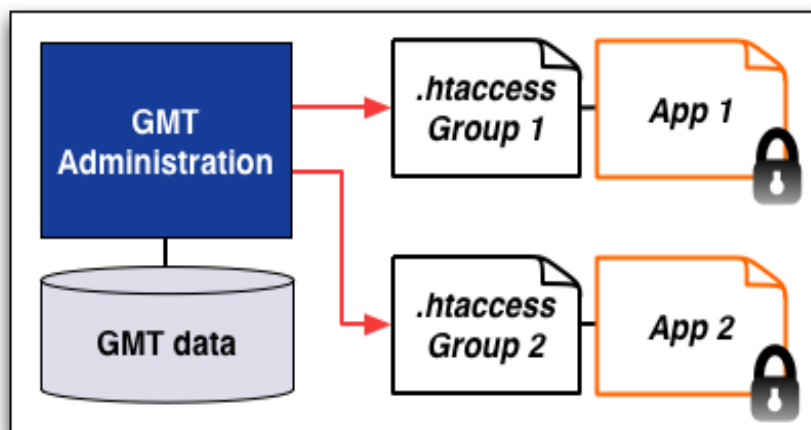 GMT
Administration
.htaccess
Group 1
App 1
GMT data
.htaccess
Group 2
App 2